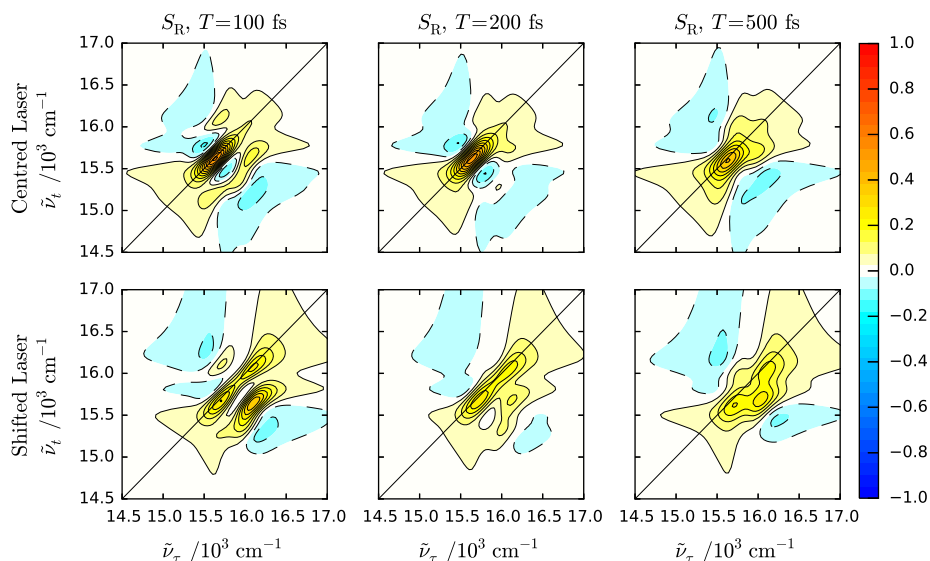 S_R, T=100 fs
S_R, T=200 fs
S_R, T=500 fs
Centred Laser
ν̃_t /10³ cm⁻¹
17.0
16.5
16.0
15.5
15.0
14.5
Shifted Laser
ν̃_t /10³ cm⁻¹
17.0
16.5
16.0
15.5
15.0
14.5
14.5 15.0 15.5 16.0 16.5 17.0
14.5 15.0 15.5 16.0 16.5 17.0
14.5 15.0 15.5 16.0 16.5 17.0
ν̃_τ /10³ cm⁻¹
ν̃_τ /10³ cm⁻¹
ν̃_τ /10³ cm⁻¹
1.0
0.8
0.6
0.4
0.2
0.0
−0.2
−0.4
−0.6
−0.8
−1.0